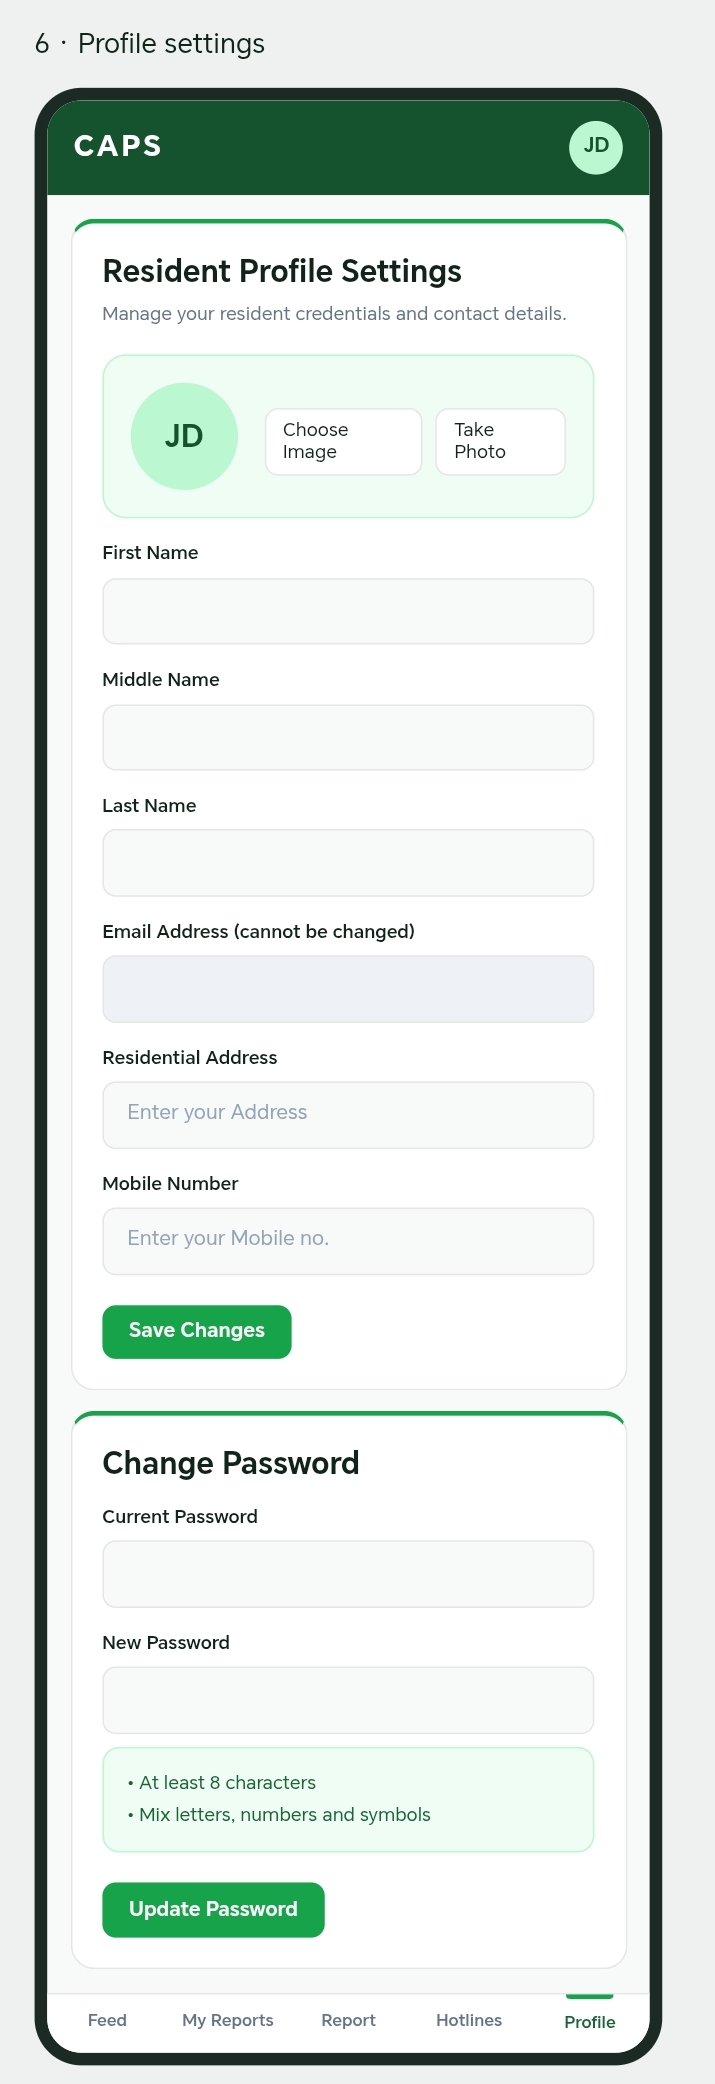 6 · Profile settings
CAPS
JD
Resident Profile Settings
Manage your resident credentials and contact details.
JD
Choose
Image
Take
Photo
First Name
Middle Name
Last Name
Email Address (cannot be changed)
Residential Address
Enter your Address
Mobile Number
Enter your Mobile no.
Save Changes
Change Password
Current Password
New Password
• At least 8 characters
• Mix letters, numbers and symbols
Update Password
Feed My Reports Report Hotlines Profile